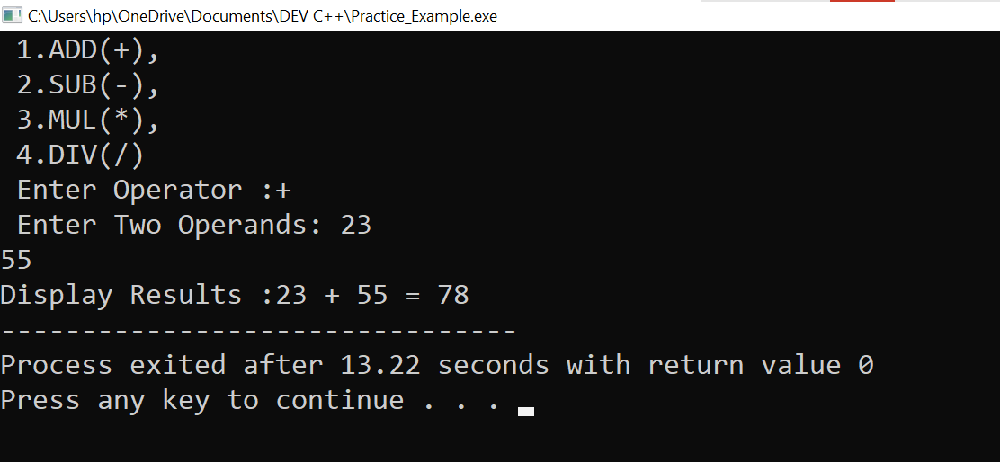 C:\Users\hp\OneDrive\Documents\DEV C++\Practice_Example.exe
1.ADD(+),
2.SUB(-),
3.MUL(*),
4.DIV(/)
Enter Operator :+
Enter Two Operands: 23
55
Display Results :23 + 55 = 78
--------------------------------
Process exited after 13.22 seconds with return value 0
Press any key to continue . . .